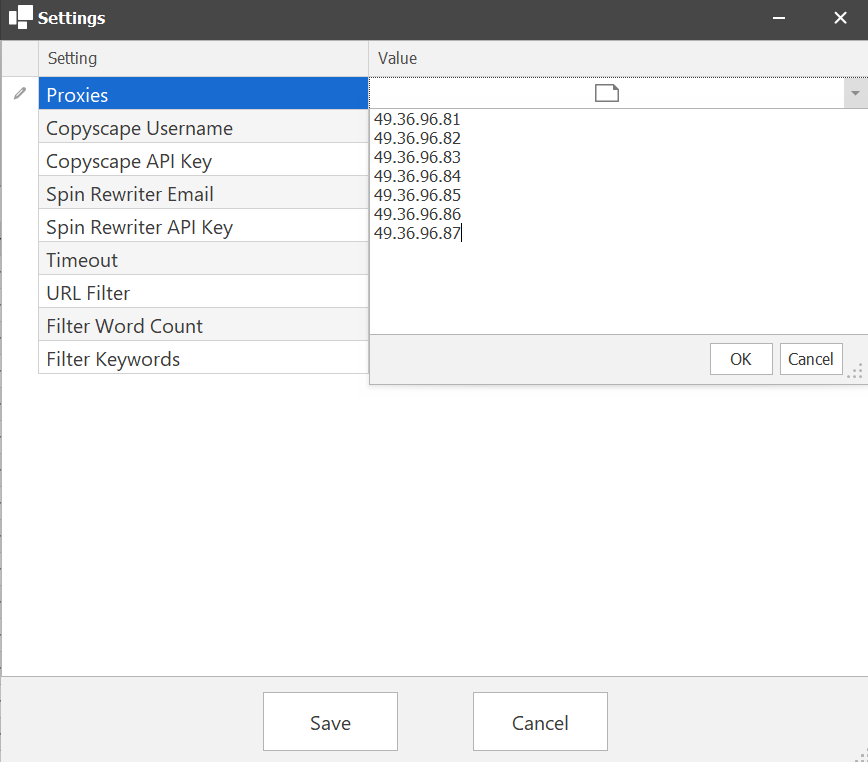 Settings
Setting Value
Proxies
49.36.96.81
49.36.96.82
49.36.96.83
49.36.96.84
49.36.96.85
49.36.96.86
49.36.96.87
Copyscape Username
Copyscape API Key
Spin Rewriter Email
Spin Rewriter API Key
Timeout
URL Filter
Filter Word Count
Filter Keywords
OK Cancel
Save Cancel